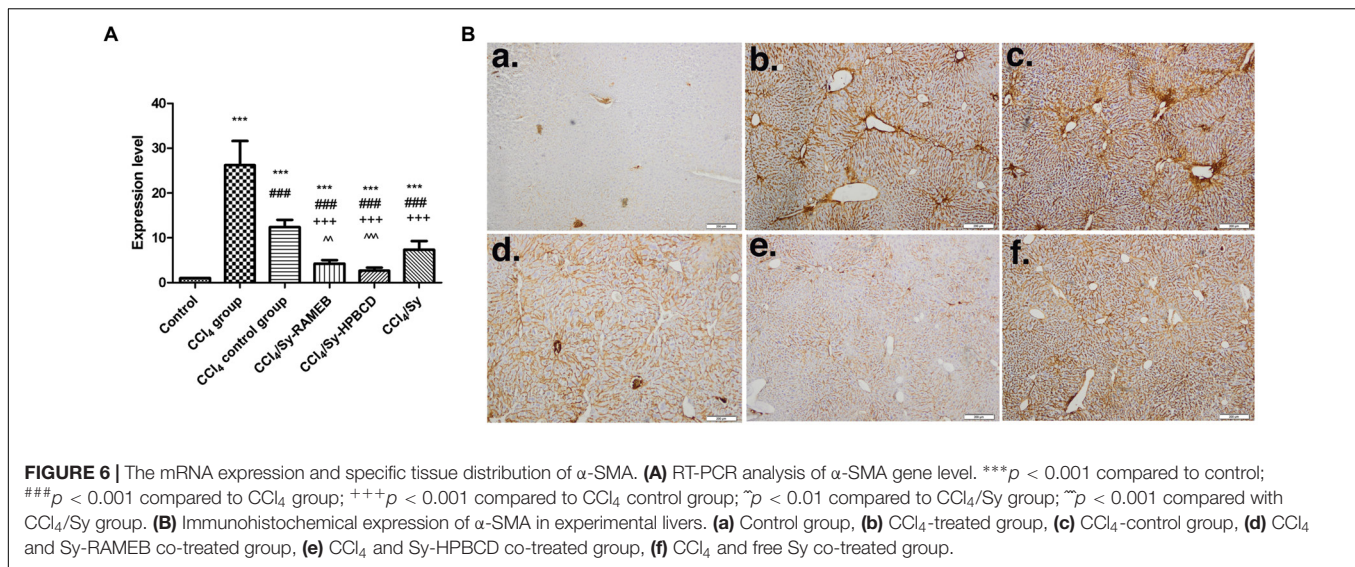 A
B
40
30
20
10
0
Expression level
***
***
###
***
###
+++
^^
***
###
+++
^^^
***
###
+++
Control
CCl₄ group
CCl₄ control group
CCl₄/Sy-RAMEB
CCl₄/Sy-HPBCD
CCl₄/Sy
a.
b.
c.
d.
e.
f.
FIGURE 6 | The mRNA expression and specific tissue distribution of α-SMA. (A) RT-PCR analysis of α-SMA gene level. ***p < 0.001 compared to control;
###p < 0.001 compared to CCl₄ group; +++p < 0.001 compared to CCl₄ control group; ^^p < 0.01 compared to CCl₄/Sy group; ^^^p < 0.001 compared with
CCl₄/Sy group. (B) Immunohistochemical expression of α-SMA in experimental livers. (a) Control group, (b) CCl₄-treated group, (c) CCl₄-control group, (d) CCl₄
and Sy-RAMEB co-treated group, (e) CCl₄ and Sy-HPBCD co-treated group, (f) CCl₄ and free Sy co-treated group.